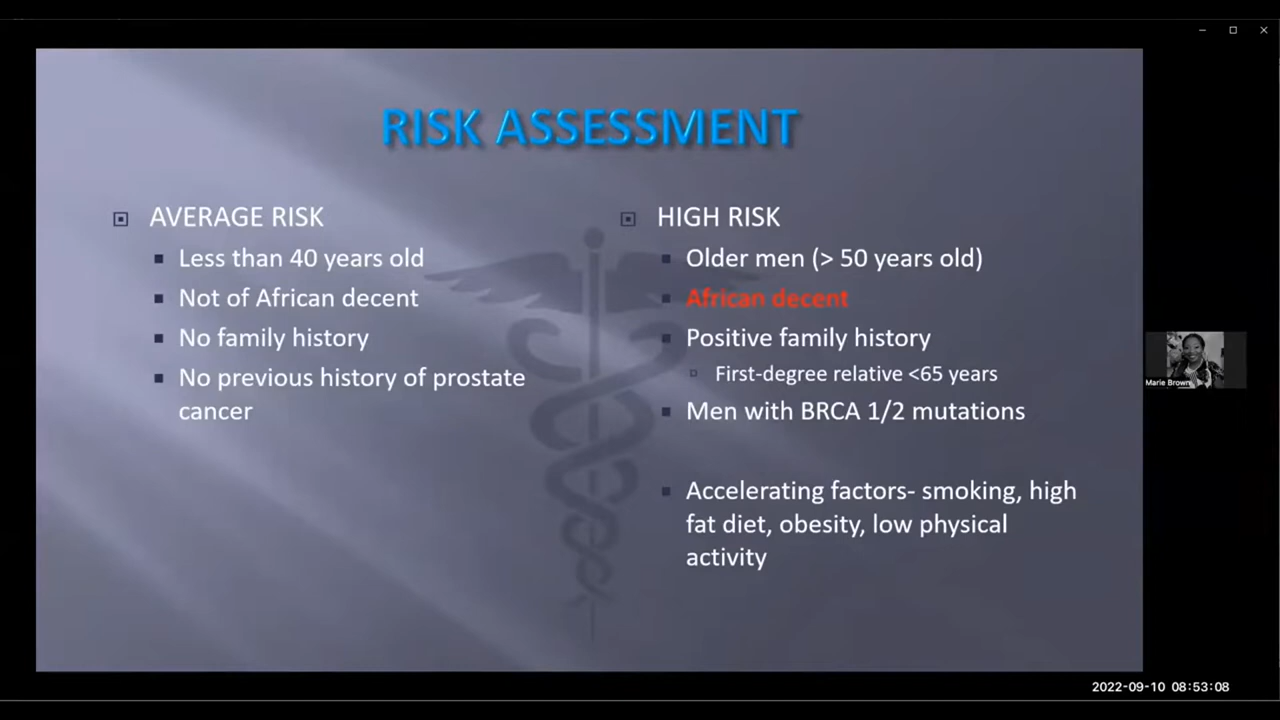 RISK ASSESSMENT
AVERAGE RISK
Less than 40 years old
Not of African decent
No family history
No previous history of prostate
cancer
HIGH RISK
Older men (> 50 years old)
African decent
Positive family history
First-degree relative <65 years
Men with BRCA 1/2 mutations
Accelerating factors- smoking, high
fat diet, obesity, low physical
activity
Marie Brown
2022-09-10 08:53:08